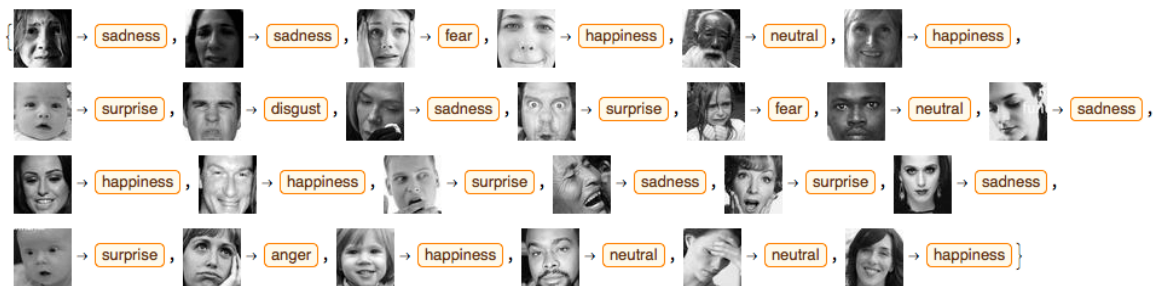 { → sadness , → sadness , → fear , → happiness , → neutral , → happiness ,
→ surprise , → disgust , → sadness , → surprise , → fear , → neutral , → sadness ,
→ happiness , → happiness , → surprise , → sadness , → surprise , → sadness ,
→ surprise , → anger , → happiness , → neutral , → neutral , → happiness }